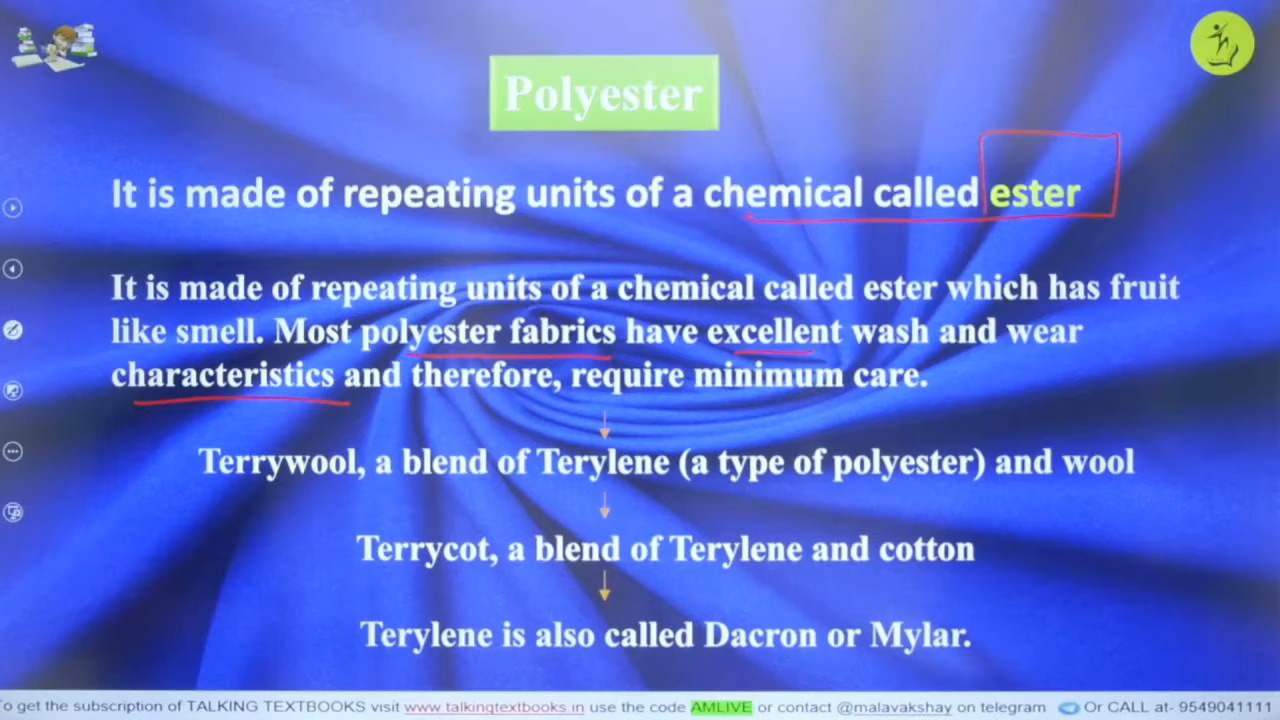 Polyester
It is made of repeating units of a chemical called ester
It is made of repeating units of a chemical called ester which has fruit
like smell. Most polyester fabrics have excellent wash and wear
characteristics and therefore, require minimum care.
Terrywool, a blend of Terylene (a type of polyester) and wool
Terrycot, a blend of Terylene and cotton
Terylene is also called Dacron or Mylar.
To get the subscription of TALKING TEXTBOOKS visit www.talkingtextbooks.in use the code AMLIVE or contact @malavakshay on telegram Or CALL at- 9549041111